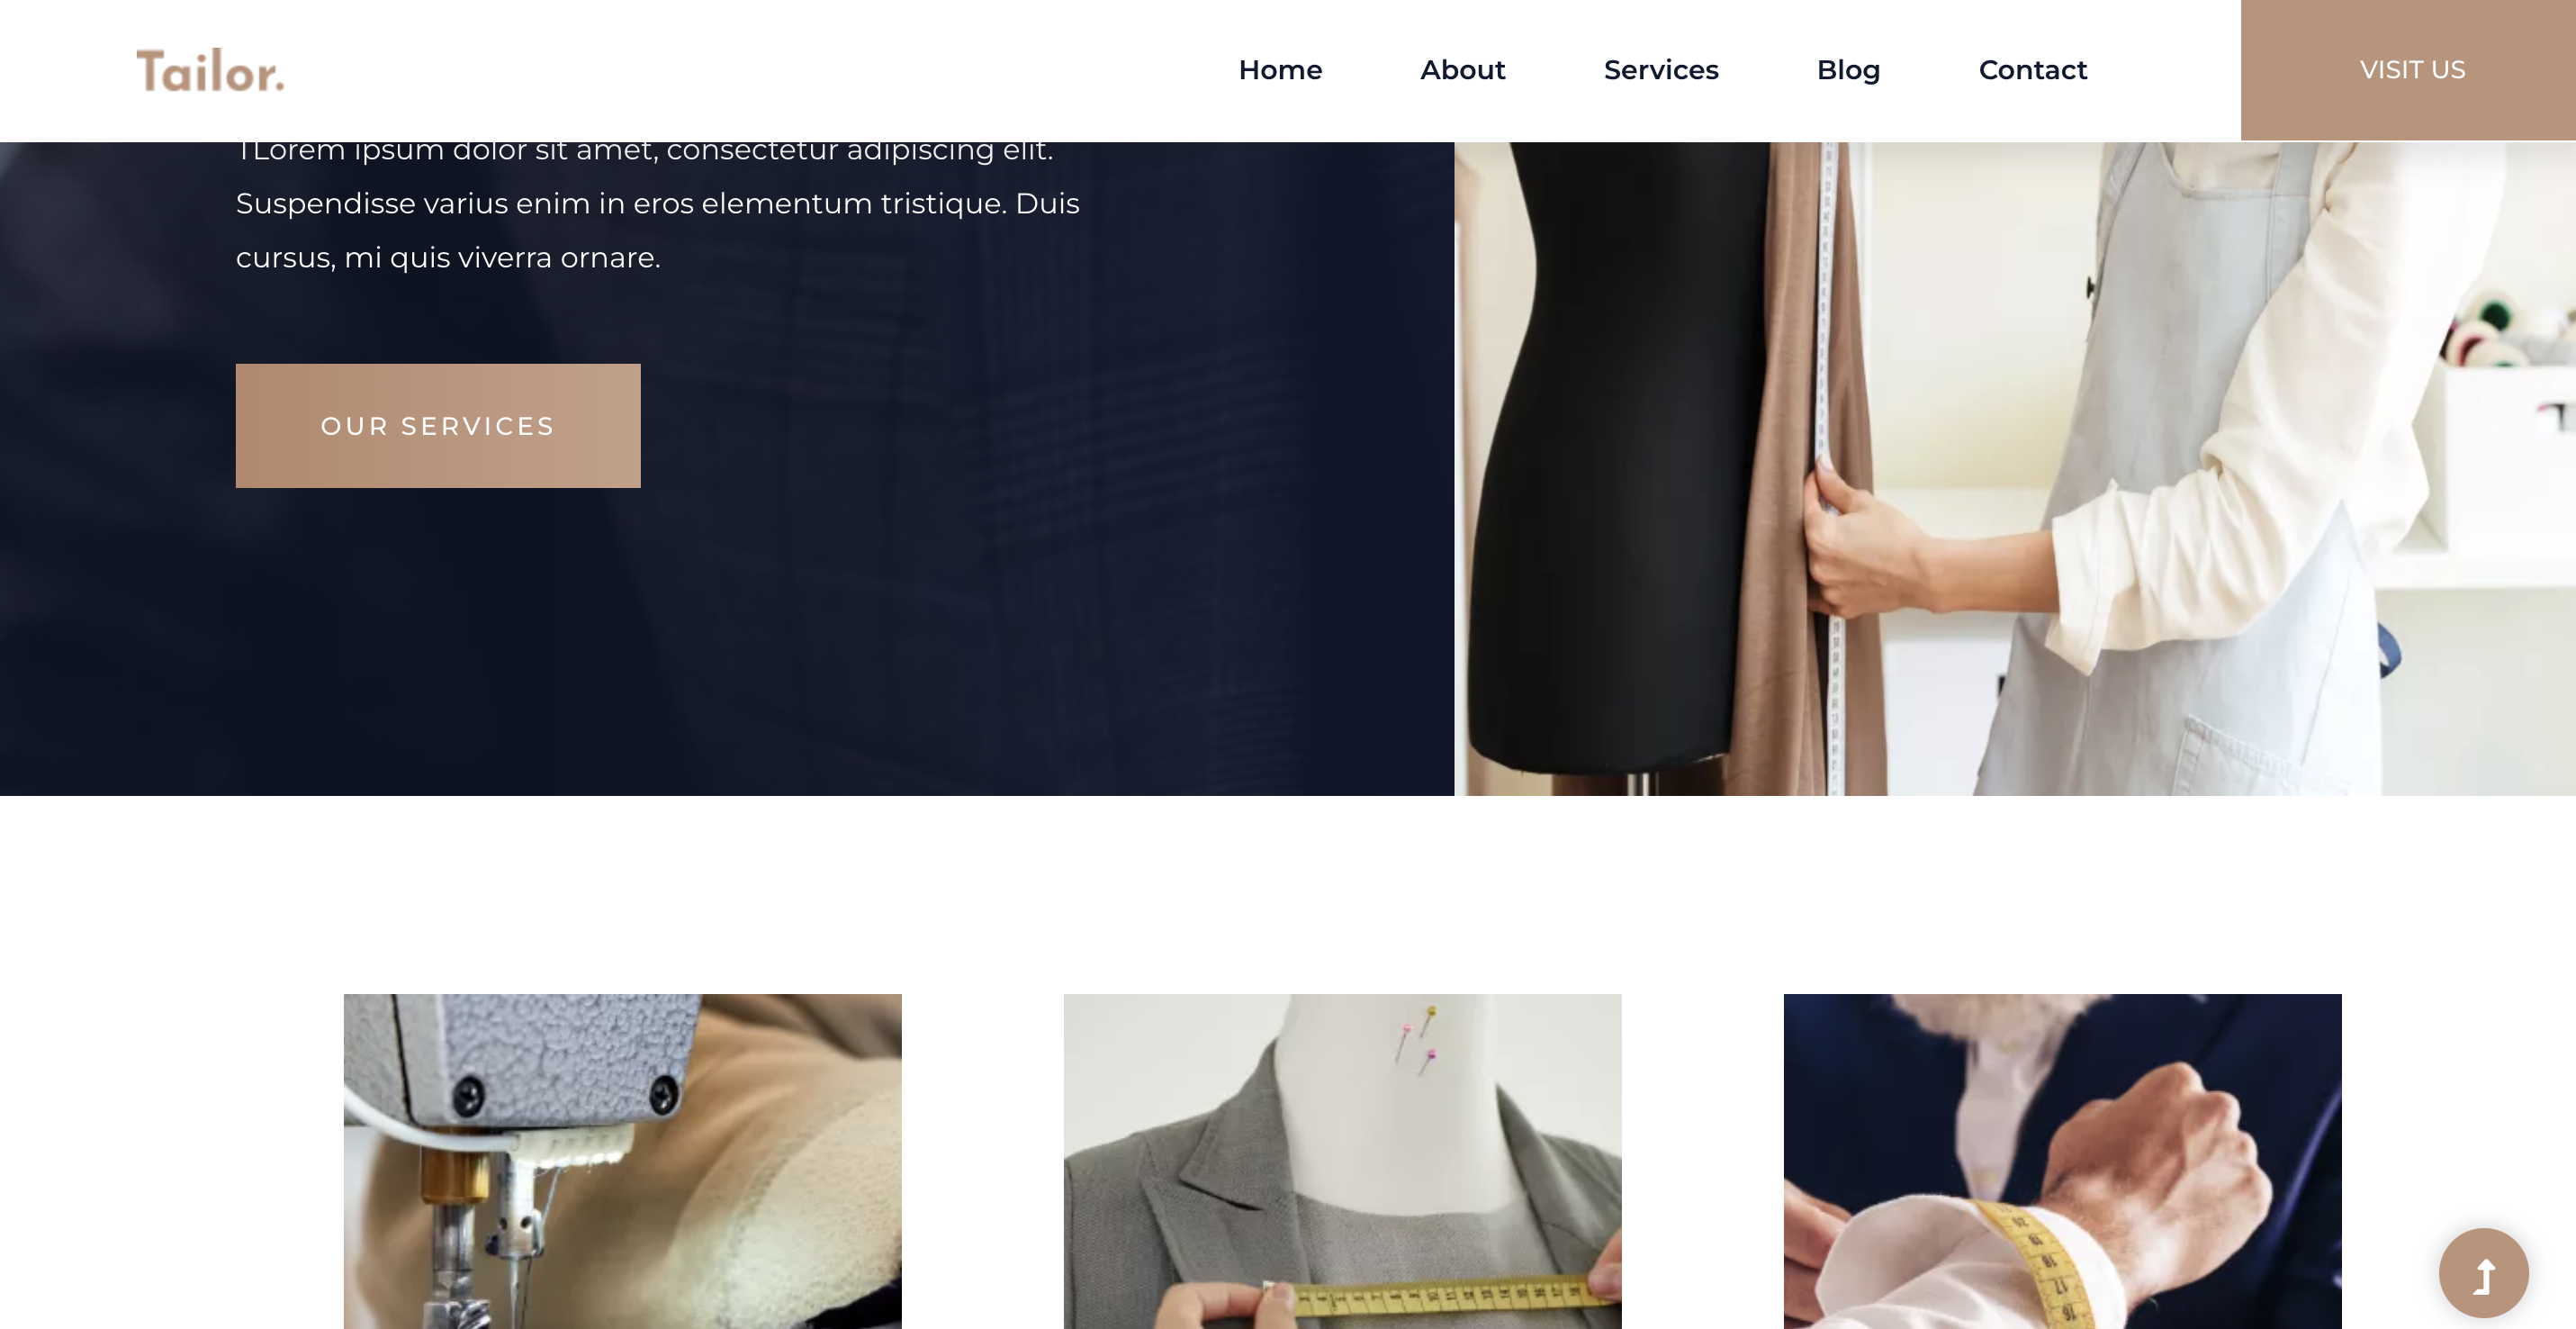 Tailor.
Home About Services Blog Contact VISIT US
TLorem ipsum dolor sit amet, consectetur adipiscing elit.
Suspendisse varius enim in eros elementum tristique. Duis
cursus, mi quis viverra ornare.
OUR SERVICES